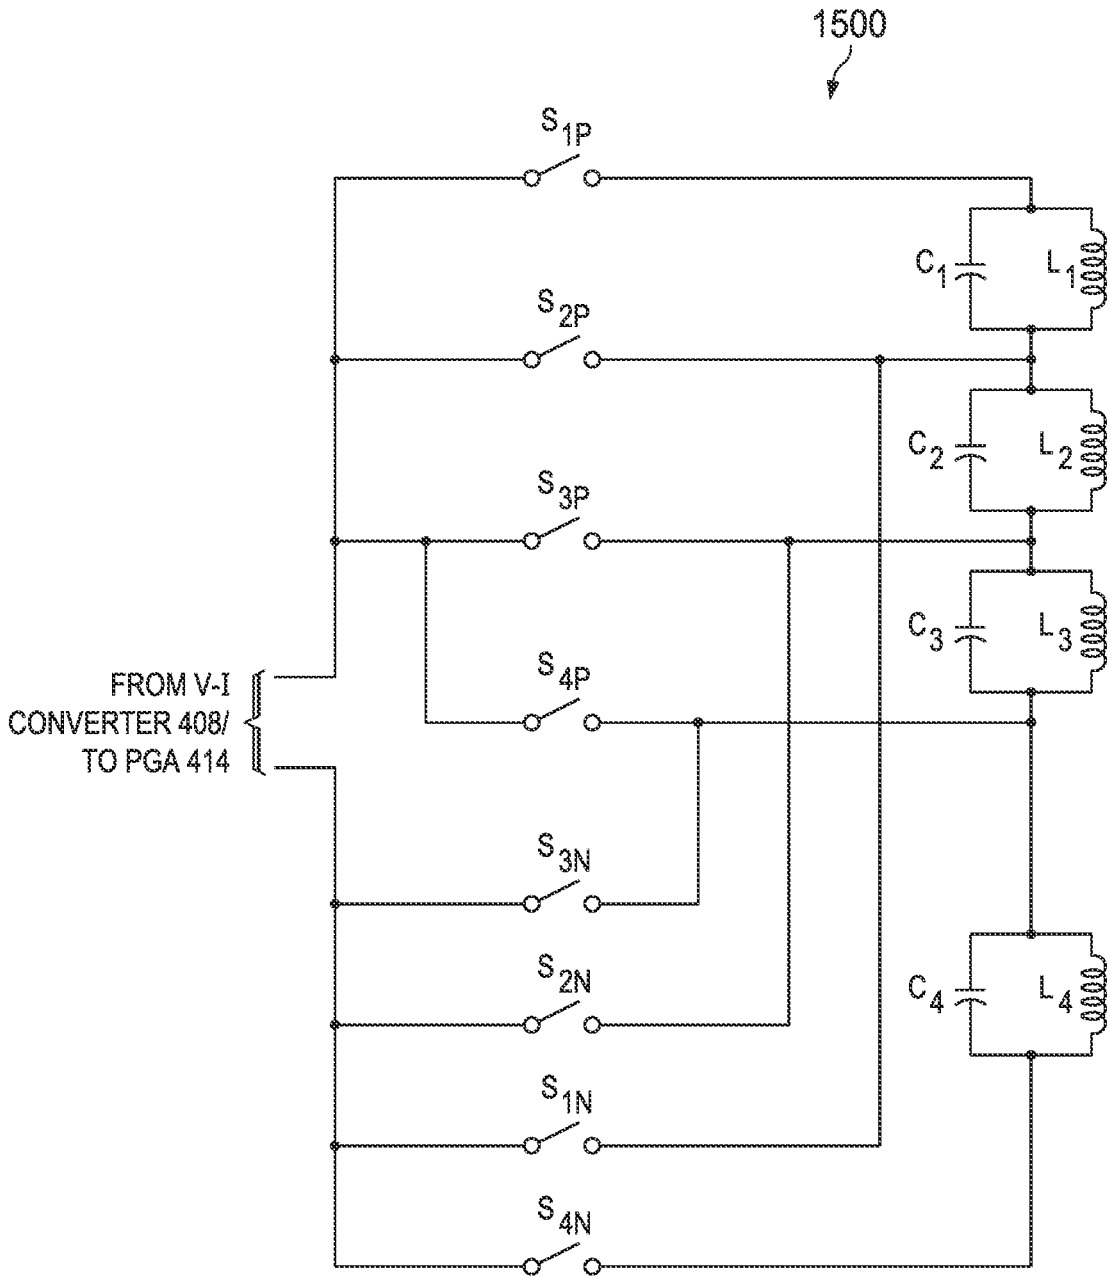 1500
S1P
C1 L1
S2P
C2 L2
S3P
C3 L3
S4P
FROM V-I
CONVERTER 408/
TO PGA 414
S3N
S2N
C4 L4
S1N
S4N